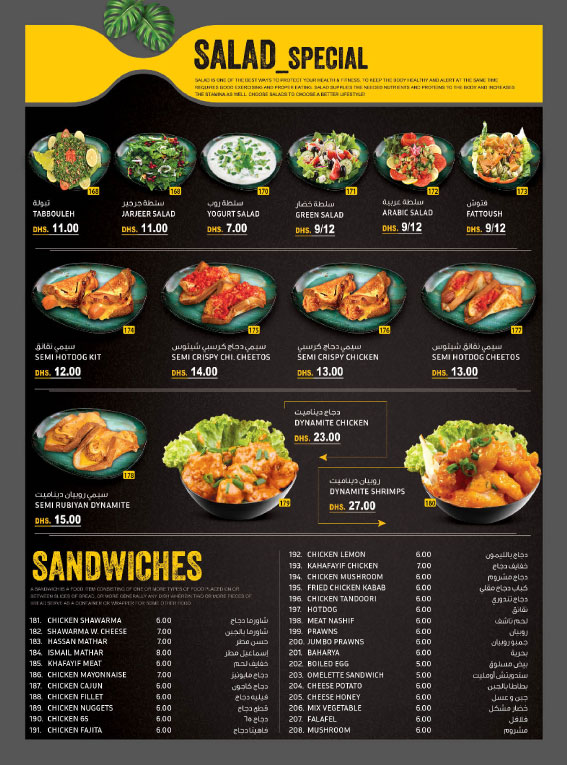 SALAD_SPECIAL
SALAD IS ONE OF THE BEST WAYS TO PROTECT YOUR HEALTH & FITNESS. TO KEEP THE BODY HEALTHY AND ALERT AT THE SAME TIME
REQUIRES GOOD EXERCISING AND PROPER EATING. SALAD SUPPLIES THE NEEDED NUTRIENTS AND PROTEINS TO THE BODY AND INCREASES
THE STAMINA AS WELL. CHOOSE SALADS TO CHOOSE A BETTER LIFESTYLE!
168
تبولة
TABBOULEH
DHS. 11.00
168
سلطة جرجير
JARJEER SALAD
DHS. 11.00
170
سلطة روب
YOGURT SALAD
DHS. 7.00
171
سلطة خضار
GREEN SALAD
DHS. 9/12
172
سلطة عربية
ARABIC SALAD
DHS. 9/12
173
فتوش
FATTOUSH
DHS. 9/12
174
سيمي نقانق
SEMI HOTDOG KIT
DHS. 12.00
175
سيمي دجاج كرسبي شيتوس
SEMI CRISPY CHI. CHEETOS
DHS. 14.00
176
سيمي دجاج كرسبي
SEMI CRISPY CHICKEN
DHS. 13.00
177
سيمي نقانق شيتوس
SEMI HOTDOG CHEETOS
DHS. 13.00
178
سيمي روبيان ديناميت
SEMI RUBIYAN DYNAMITE
DHS. 15.00
179
دجاج ديناميت
DYNAMITE CHICKEN
DHS. 23.00
روبيان ديناميت
DYNAMITE SHRIMPS
DHS. 27.00
180
SANDWICHES
A SANDWICH IS A FOOD ITEM CONSISTING OF ONE OR MORE TYPES OF FOOD PLACED ON OR
BETWEEN SLICES OF BREAD, OR MORE GENERALLY ANY DISH WHEREIN TWO OR MORE PIECES OF
BREAD SERVE AS A CONTAINER OR WRAPPER FOR SOME OTHER FOOD
181. CHICKEN SHAWARMA 6.00 شاورما دجاج
182. SHAWARMA W. CHEESE 7.00 شاورما بالجبن
183. HASSAN MATHAR 7.00 حسن مطر
184. ISMAIL MATHAR 8.00 إسماعيل مطر
185. KHAFAYIF MEAT 6.00 خفايف لحم
186. CHICKEN MAYONNAISE 7.00 دجاج مايونيز
187. CHICKEN CAJUN 6.00 دجاج كاجون
188. CHICKEN FILLET 6.00 فيليه دجاج
189. CHICKEN NUGGETS 6.00 قطع دجاج
190. CHICKEN 65 6.00 دجاج ٦٥
191. CHICKEN FAJITA 6.00 فاهيتا دجاج
192. CHICKEN LEMON 6.00 دجاج بالليمون
193. KAHAFAYIF CHICKEN 7.00 خفايف دجاج
194. CHICKEN MUSHROOM 6.00 دجاج مشروم
195. FRIED CHICKEN KABAB 6.00 كباب دجاج مقلي
196. CHICKEN TANDOORI 6.00 دجاج تندوري
197. HOTDOG 6.00 نقانق
198. MEAT NASHIF 6.00 لحم ناشف
199. PRAWNS 6.00 روبيان
200. JUMBO PRAWNS 6.00 جمبو روبيان
201. BAHARYA 6.00 بحرية
202. BOILED EGG 5.00 بيض مسلوق
203. OMELETTE SANDWICH 5.00 سندويتش أومليت
204. CHEESE POTATO 6.00 بطاطا بالجبن
205. CHEESE HONEY 6.00 جبن و عسل
206. MIX VEGETABLE 6.00 خضار مشكل
207. FALAFEL 6.00 فلافل
208. MUSHROOM 6.00 مشروم